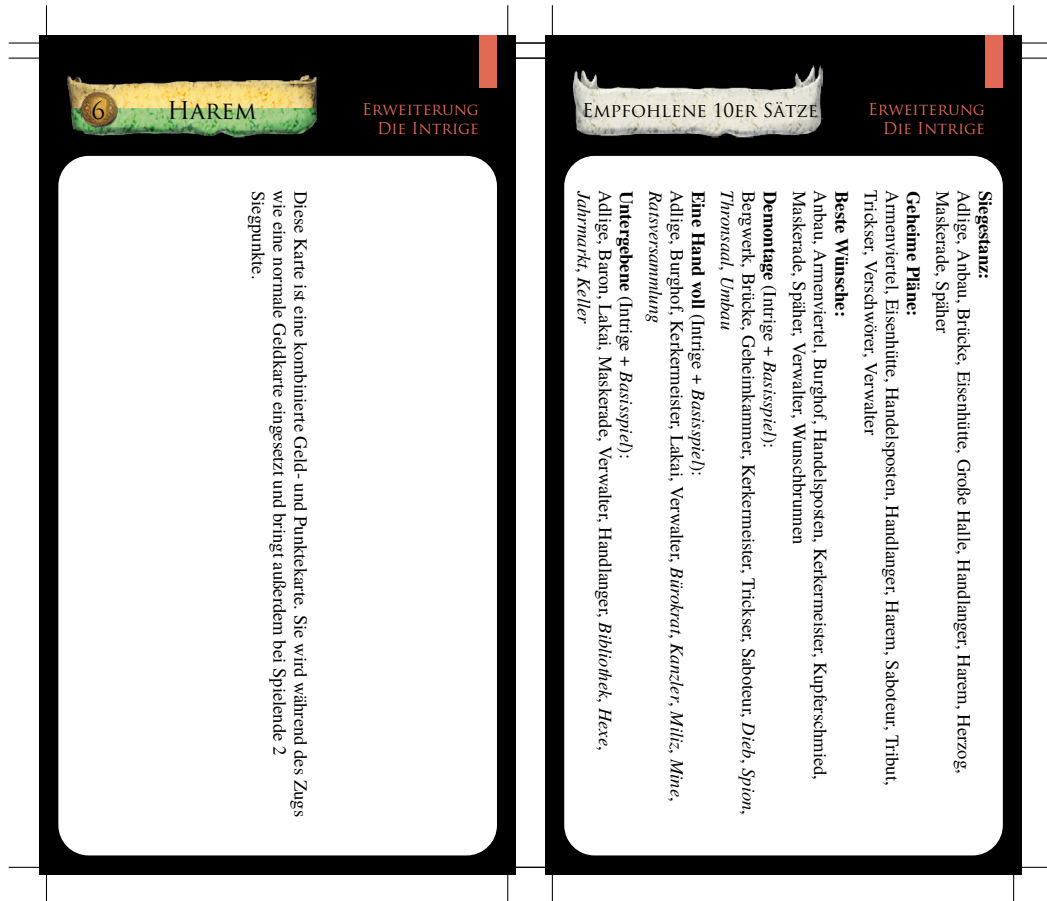 6
HAREM
ERWEITERUNG
DIE INTRIGE
Diese Karte ist eine kombinierte Geld- und Punktekarte. Sie wird während des Zugs
wie eine normale Geldkarte eingesetzt und bringt außerdem bei Spielende 2
Siegpunkte.
EMPFOHLENE 10ER SÄTZE
ERWEITERUNG
DIE INTRIGE
Siegestanz:
Adlige, Anbau, Brücke, Eisenhütte, Große Halle, Handlanger, Harem, Herzog,
Maskerade, Späher
Geheime Pläne:
Armenviertel, Eisenhütte, Handelsposten, Handlanger, Harem, Saboteur, Tribut,
Trickser, Verschwörer, Verwalter
Beste Wünsche:
Anbau, Armenviertel, Burghof, Handelsposten, Kerkermeister, Kupferschmied,
Maskerade, Späher, Verwalter, Wunschbrunnen
Demontage (Intrige + Basisspiel):
Bergwerk, Brücke, Geheimkammer, Kerkermeister, Trickser, Saboteur, Dieb, Spion,
Thronsaal, Umbau
Eine Hand voll (Intrige + Basisspiel):
Adlige, Burghof, Kerkermeister, Lakai, Verwalter, Bürokrat, Kanzler, Miliz, Mine,
Ratsversammlung
Untergebene (Intrige + Basisspiel):
Adlige, Baron, Lakai, Maskerade, Verwalter, Handlanger, Bibliothek, Hexe,
Jahrmarkt, Keller